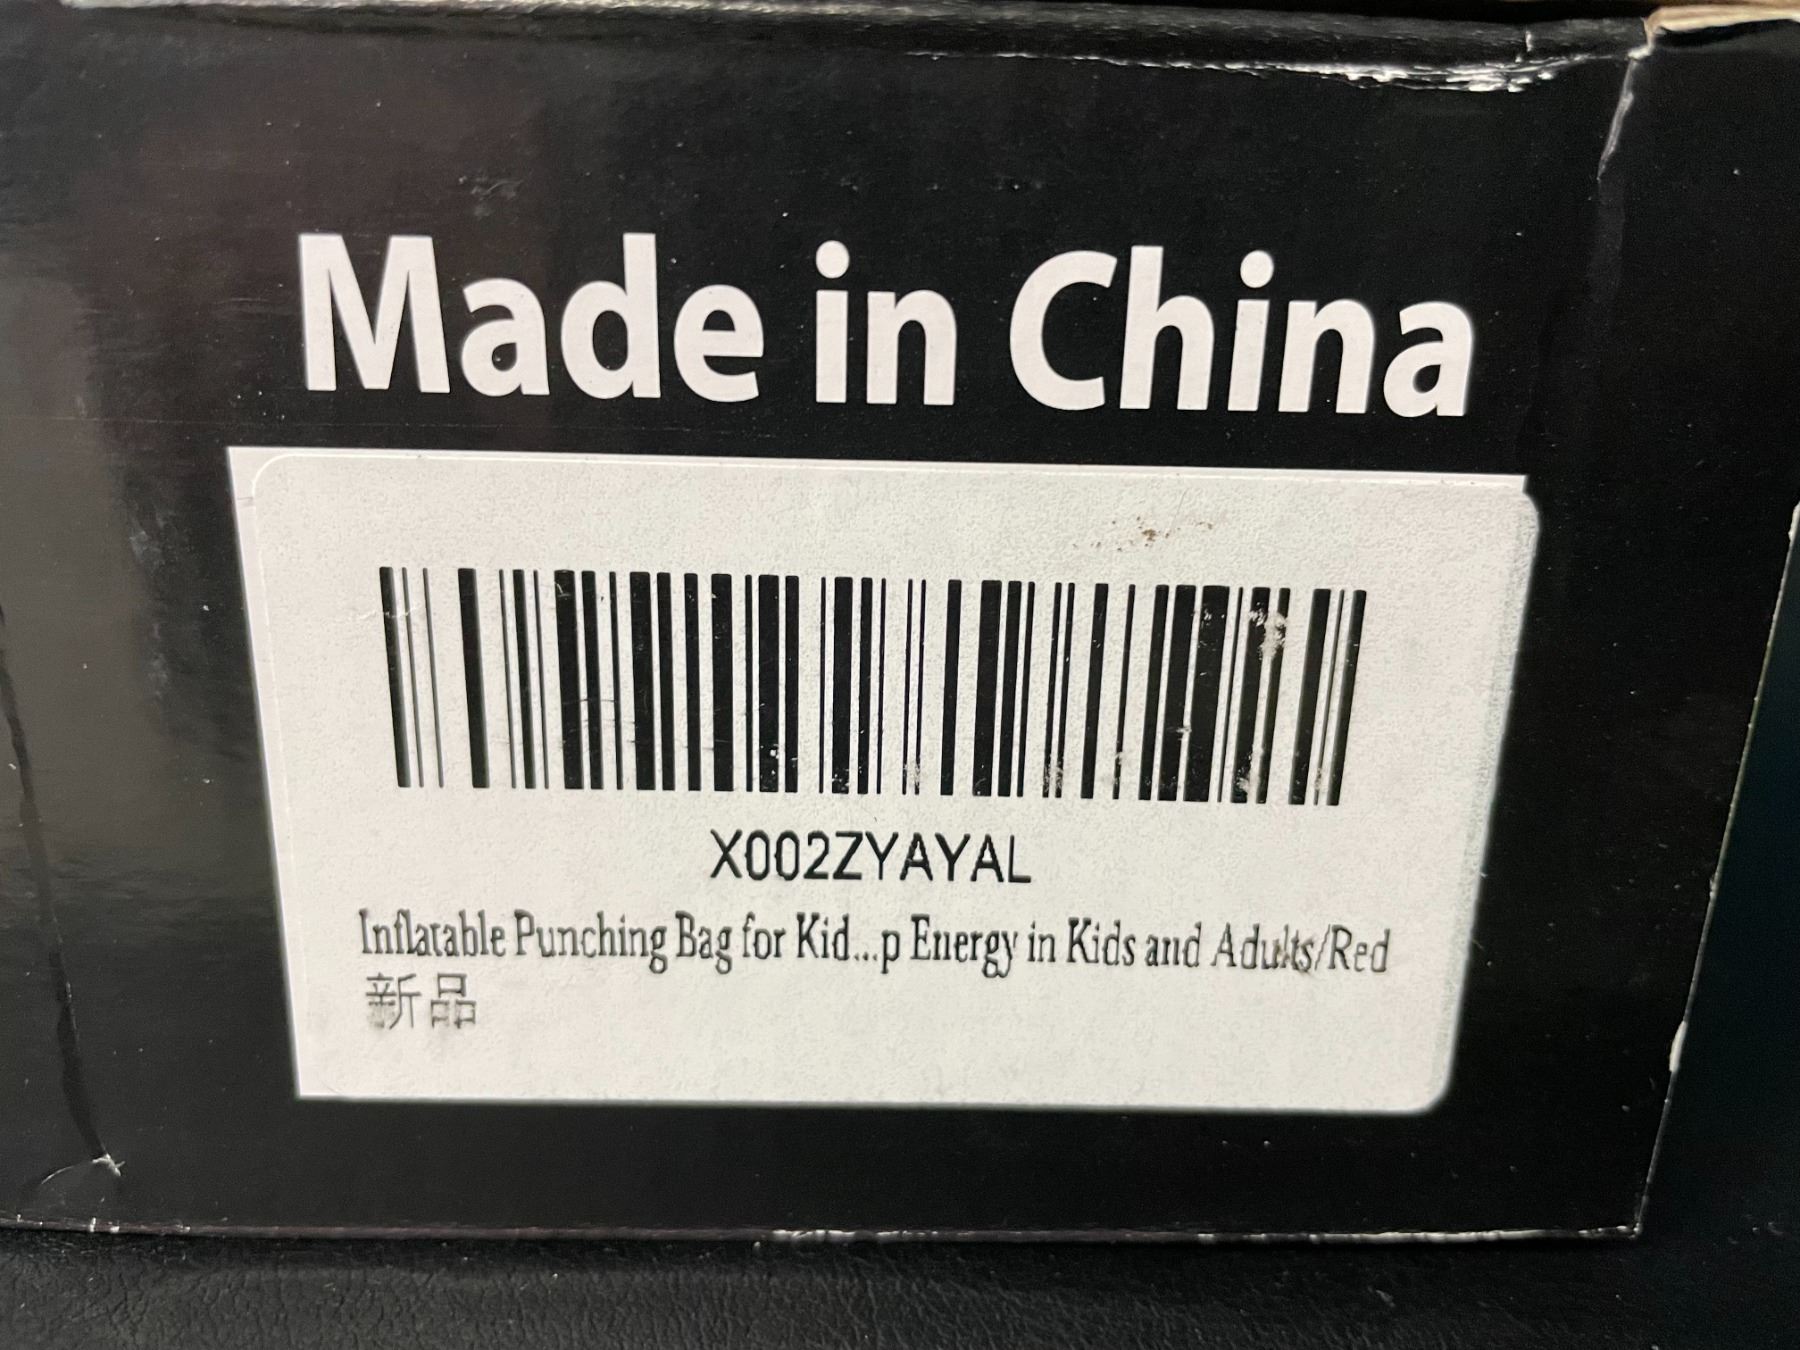 Made in China
X002ZYAYAL
Inflatable Punching Bag for Kid...p Energy in Kids and Adults/Red
新品